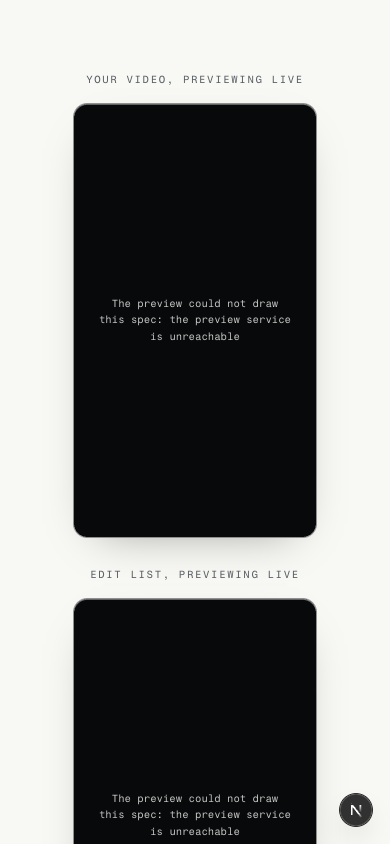 YOUR VIDEO, PREVIEWING LIVE
The preview could not draw
this spec: the preview service
is unreachable
EDIT LIST, PREVIEWING LIVE
The preview could not draw
this spec: the preview service
is unreachable
N